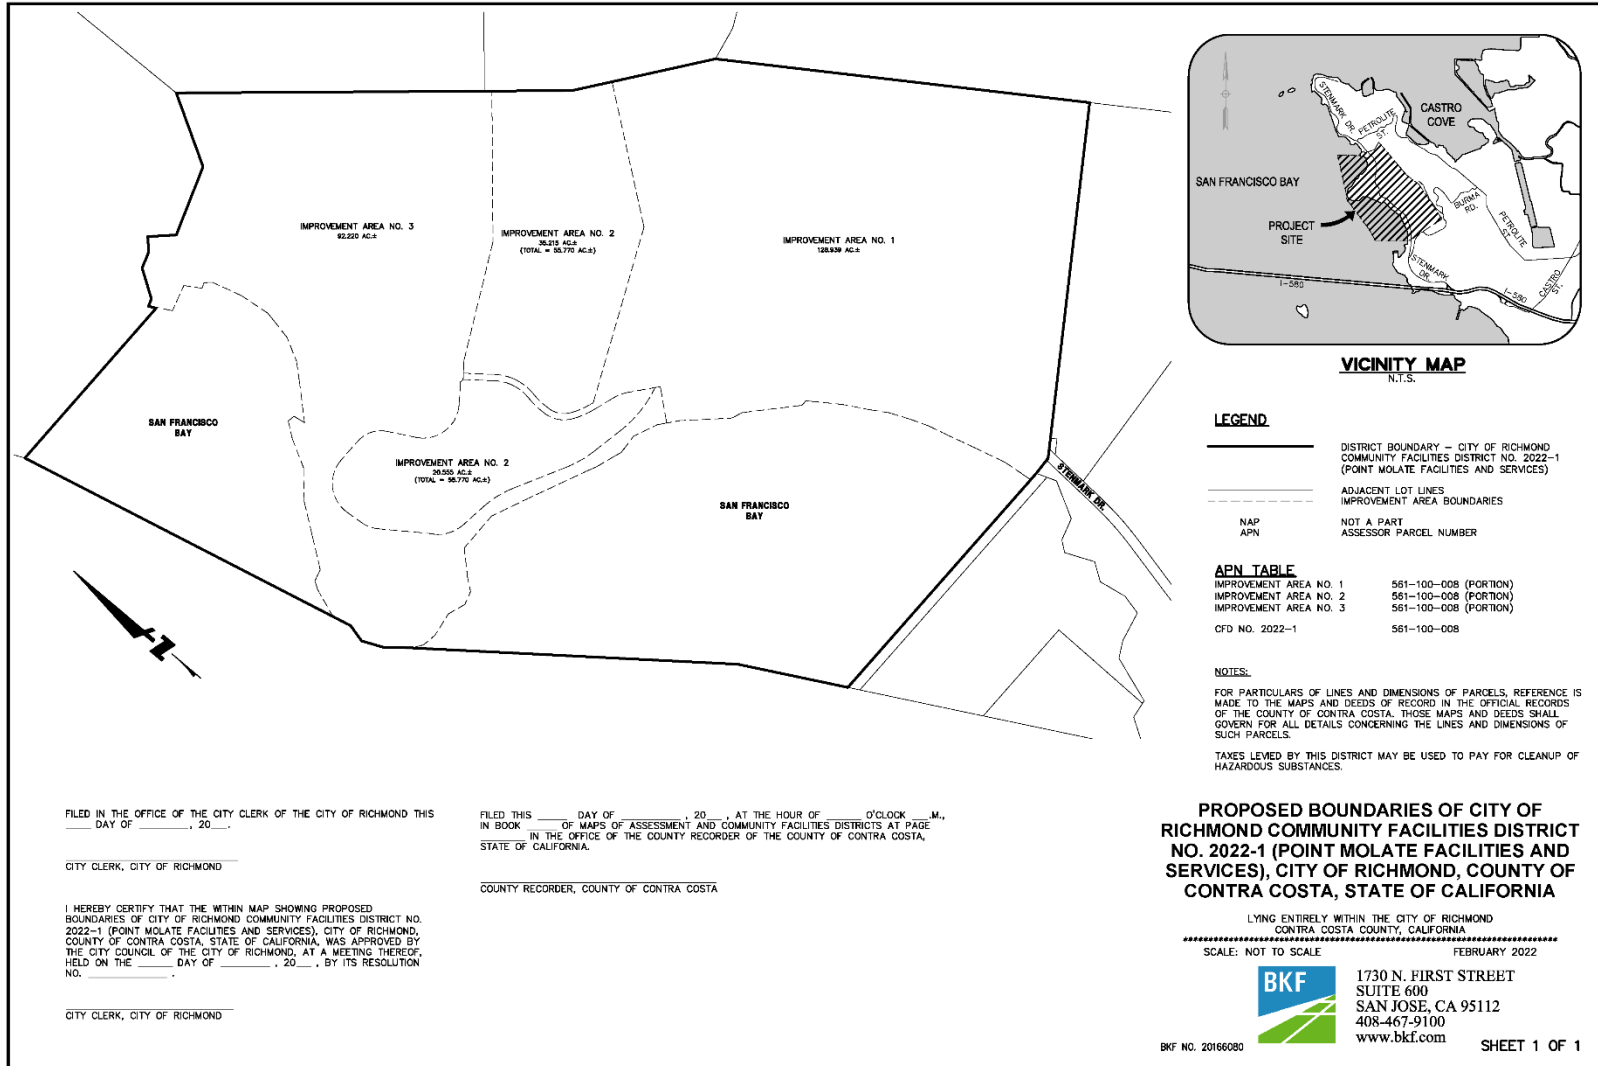 IMPROVEMENT AREA NO. 3
92.220 AC.±
IMPROVEMENT AREA NO. 2
35.215 AC.±
(TOTAL = 55.770 AC.±)
IMPROVEMENT AREA NO. 1
128.939 AC.±
SAN FRANCISCO
BAY
IMPROVEMENT AREA NO. 2
20.555 AC.±
(TOTAL = 55.770 AC.±)
SAN FRANCISCO
BAY
STENMARK DR.
N
STENMARK DR.
PETROLITE
ST.
CASTRO
COVE
SAN FRANCISCO BAY
PROJECT
SITE
BURMA
RD.
PETROLITE
ST.
STENMARK
DR.
I-580
I-580
CASTRO
ST.
VICINITY MAP
N.T.S.
LEGEND
DISTRICT BOUNDARY – CITY OF RICHMOND
COMMUNITY FACILITIES DISTRICT NO. 2022–1
(POINT MOLATE FACILITIES AND SERVICES)
ADJACENT LOT LINES
IMPROVEMENT AREA BOUNDARIES
NAP NOT A PART
APN ASSESSOR PARCEL NUMBER
APN TABLE
IMPROVEMENT AREA NO. 1 561–100–008 (PORTION)
IMPROVEMENT AREA NO. 2 561–100–008 (PORTION)
IMPROVEMENT AREA NO. 3 561–100–008 (PORTION)
CFD NO. 2022–1 561–100–008
NOTES:
FOR PARTICULARS OF LINES AND DIMENSIONS OF PARCELS, REFERENCE IS
MADE TO THE MAPS AND DEEDS OF RECORD IN THE OFFICIAL RECORDS
OF THE COUNTY OF CONTRA COSTA. THOSE MAPS AND DEEDS SHALL
GOVERN FOR ALL DETAILS CONCERNING THE LINES AND DIMENSIONS OF
SUCH PARCELS.
TAXES LEVIED BY THIS DISTRICT MAY BE USED TO PAY FOR CLEANUP OF
HAZARDOUS SUBSTANCES.
FILED IN THE OFFICE OF THE CITY CLERK OF THE CITY OF RICHMOND THIS
____ DAY OF ________, 20__.
CITY CLERK, CITY OF RICHMOND
I HEREBY CERTIFY THAT THE WITHIN MAP SHOWING PROPOSED
BOUNDARIES OF CITY OF RICHMOND COMMUNITY FACILITIES DISTRICT NO.
2022–1 (POINT MOLATE FACILITIES AND SERVICES), CITY OF RICHMOND,
COUNTY OF CONTRA COSTA, STATE OF CALIFORNIA, WAS APPROVED BY
THE CITY COUNCIL OF THE CITY OF RICHMOND, AT A MEETING THEREOF,
HELD ON THE _____ DAY OF ________, 20__, BY ITS RESOLUTION
NO. ____________.
CITY CLERK, CITY OF RICHMOND
FILED THIS _____ DAY OF _________, 20__, AT THE HOUR OF _____ O'CLOCK __.M.,
IN BOOK _____ OF MAPS OF ASSESSMENT AND COMMUNITY FACILITIES DISTRICTS AT PAGE
______ IN THE OFFICE OF THE COUNTY RECORDER OF THE COUNTY OF CONTRA COSTA,
STATE OF CALIFORNIA.
COUNTY RECORDER, COUNTY OF CONTRA COSTA
PROPOSED BOUNDARIES OF CITY OF
RICHMOND COMMUNITY FACILITIES DISTRICT
NO. 2022-1 (POINT MOLATE FACILITIES AND
SERVICES), CITY OF RICHMOND, COUNTY OF
CONTRA COSTA, STATE OF CALIFORNIA
LYING ENTIRELY WITHIN THE CITY OF RICHMOND
CONTRA COSTA COUNTY, CALIFORNIA
SCALE: NOT TO SCALE FEBRUARY 2022
BKF
1730 N. FIRST STREET
SUITE 600
SAN JOSE, CA 95112
408-467-9100
www.bkf.com
BKF NO. 20166080 SHEET 1 OF 1